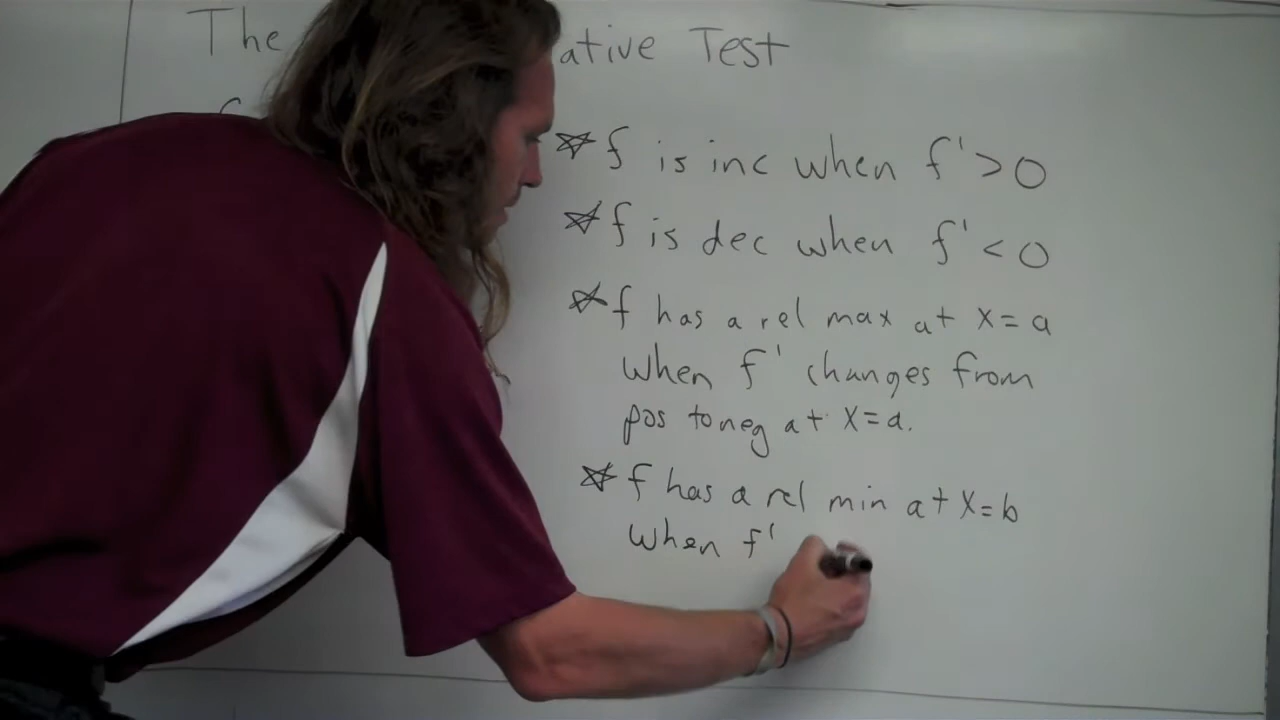 The ative Test
f
☆ f is inc when f' > 0
☆ f is dec when f' < 0
☆ f has a rel max at x = a
when f' changes from
pos to neg at x = a.
☆ f has a rel min at x = b
when f'